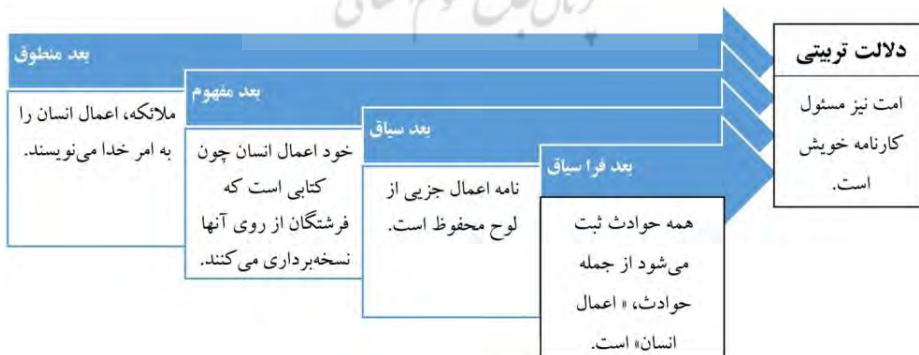 بعد منطوق
ملائکه، اعمال انسان را
به امر خدا می‌نویسند.
بعد مفهوم
خود اعمال انسان چون
کتابی است که
فرشتگان از روی آنها
نسخه‌برداری می‌کنند.
بعد سیاق
نامه اعمال جزیی از
لوح محفوظ است.
بعد فرا سیاق
همه حوادث ثبت
می‌شود از جمله
حوادث، «اعمال
انسان» است.
دلالت تربیتی
امت نیز مسئول
کارنامه خویش
است.